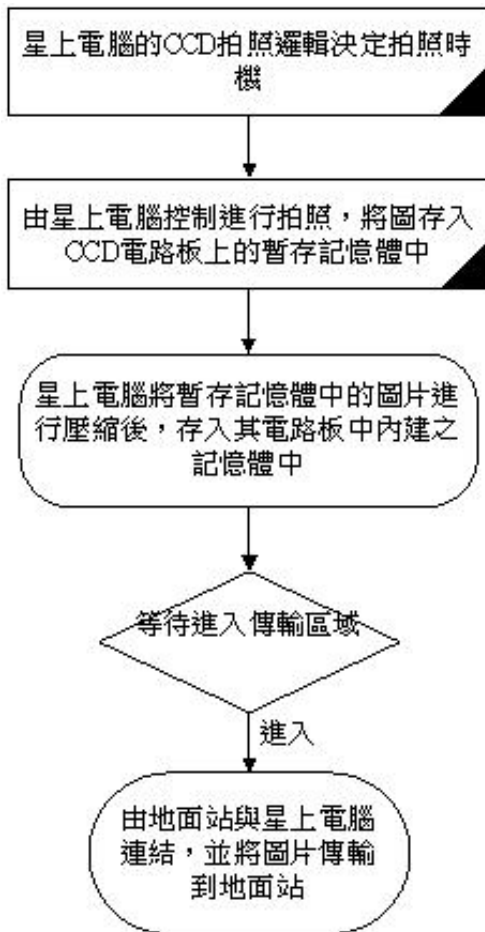 星上電腦的CCD拍照邏輯決定拍照時
機
由星上電腦控制進行拍照，將圖存入
CCD電路板上的暫存記憶體中
星上電腦將暫存記憶體中的圖片進
行壓縮後，存入其電路板中內建之
記憶體中
等待進入傳輸區域
進入
由地面站與星上電腦
連結，並將圖片傳輸
到地面站